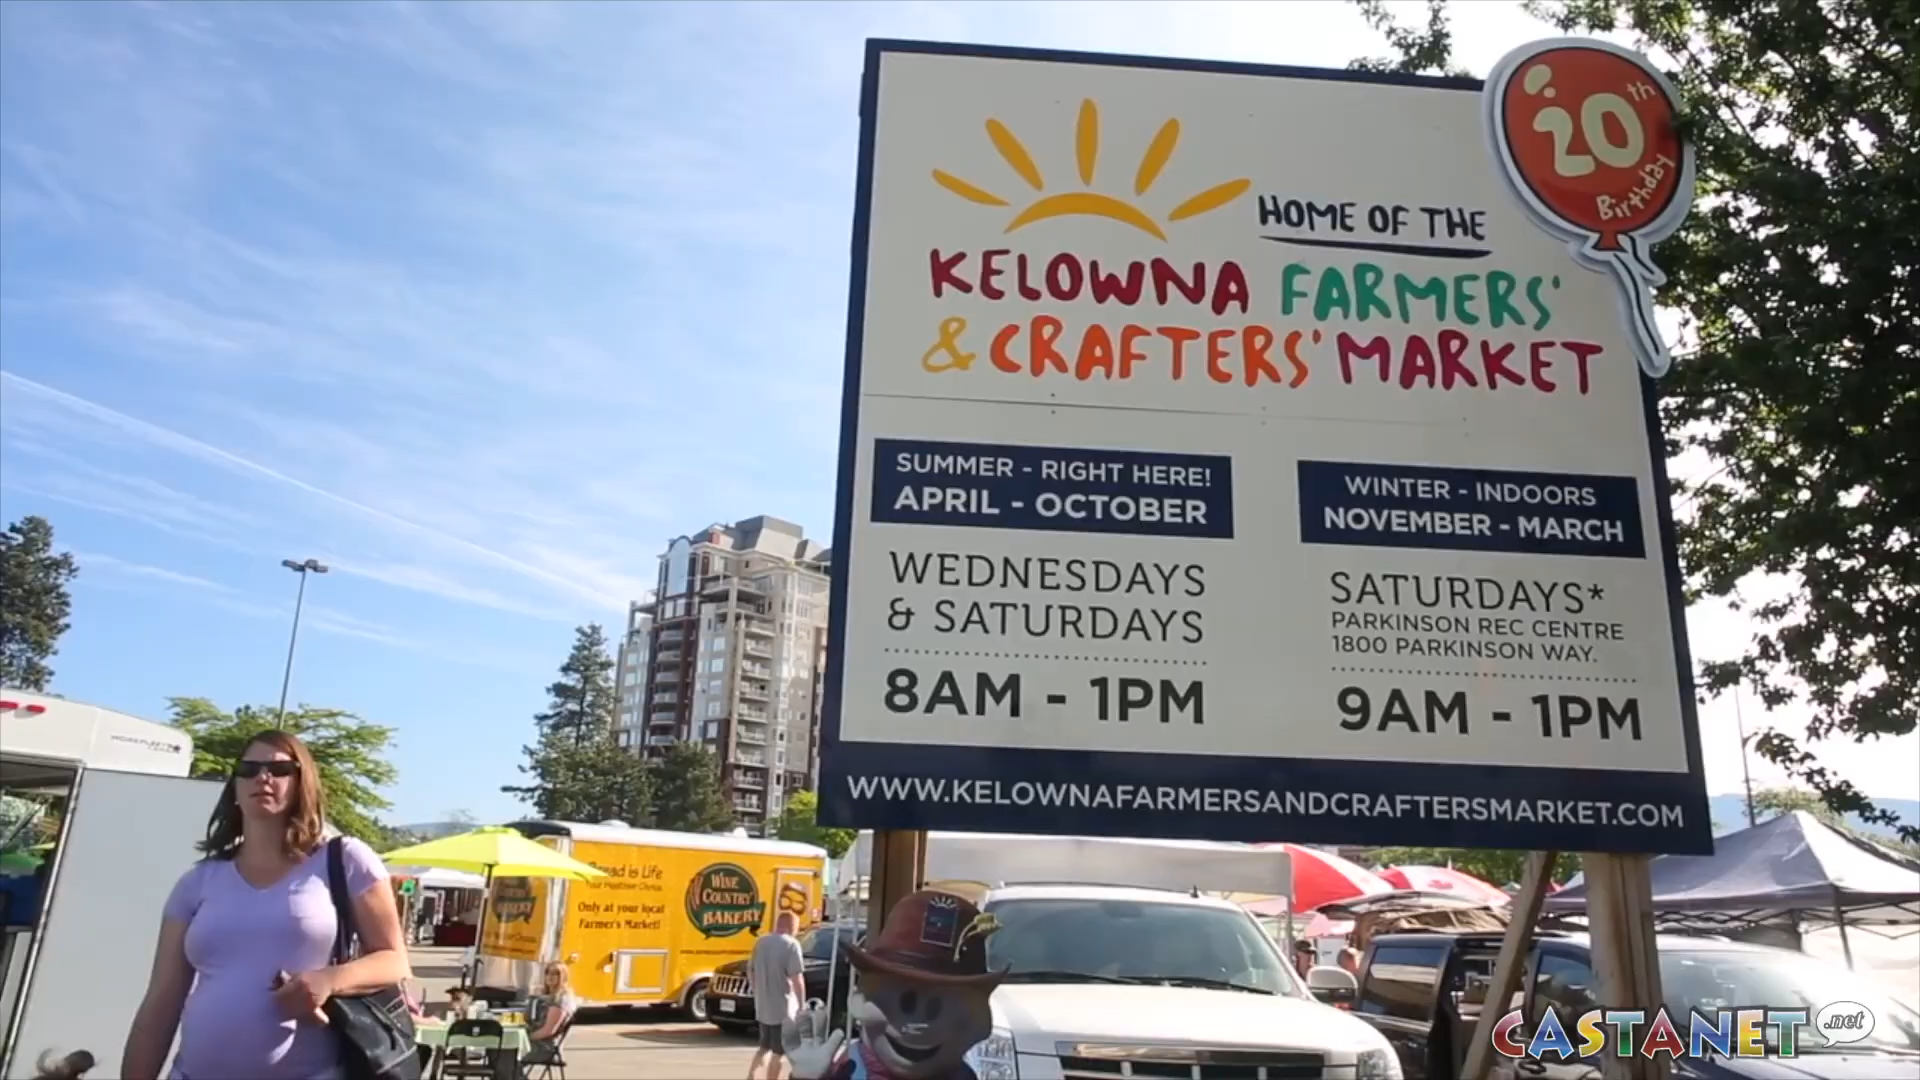 20th
Birthday
HOME OF THE
KELOWNA FARMERS'
& CRAFTERS' MARKET
SUMMER - RIGHT HERE!
APRIL - OCTOBER
WEDNESDAYS
& SATURDAYS
8AM - 1PM
WINTER - INDOORS
NOVEMBER - MARCH
SATURDAYS*
PARKINSON REC CENTRE
1800 PARKINSON WAY.
9AM - 1PM
WWW.KELOWNAFARMERSANDCRAFTERSMARKET.COM
Bread is Life
Only at your local
Farmer's Market!
WINE
COUNTRY
BAKERY
CASTANET.net